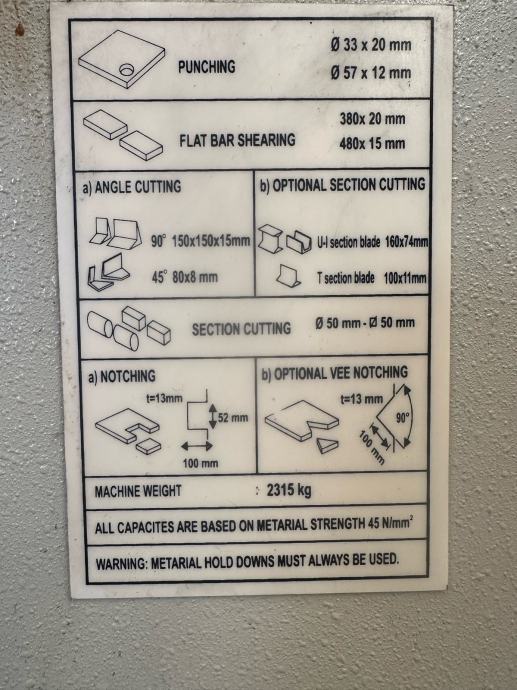 PUNCHING
Ø 33 x 20 mm
Ø 57 x 12 mm
FLAT BAR SHEARING
380x 20 mm
480x 15 mm
a) ANGLE CUTTING
90° 150x150x15mm
45° 80x8 mm
b) OPTIONAL SECTION CUTTING
U-I section blade 160x74mm
T section blade 100x11mm
SECTION CUTTING Ø 50 mm - ⍁ 50 mm
a) NOTCHING
t=13mm
52 mm
100 mm
b) OPTIONAL VEE NOTCHING
t=13 mm
90°
100 mm
MACHINE WEIGHT : 2315 kg
ALL CAPACITES ARE BASED ON METARIAL STRENGTH 45 N/mm²
WARNING: METARIAL HOLD DOWNS MUST ALWAYS BE USED.